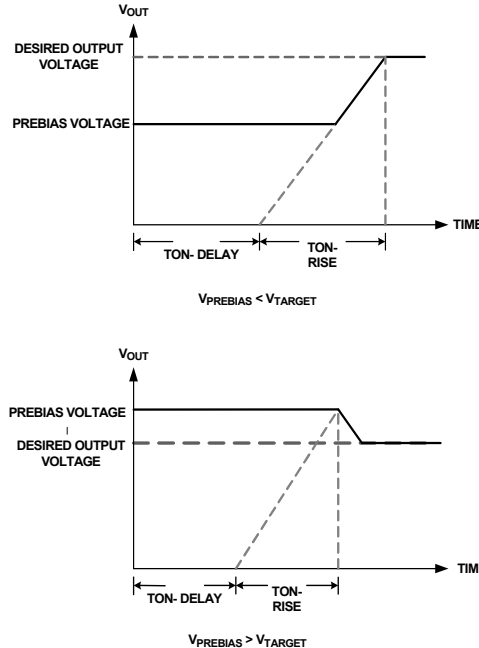 VOUT
DESIRED OUTPUT
VOLTAGE
PREBIAS VOLTAGE
TIME
TON- DELAY
TON-
RISE
VPREBIAS < VTARGET
VOUT
PREBIAS VOLTAGE
DESIRED OUTPUT
VOLTAGE
TIME
TON- DELAY
TON-
RISE
VPREBIAS > VTARGET